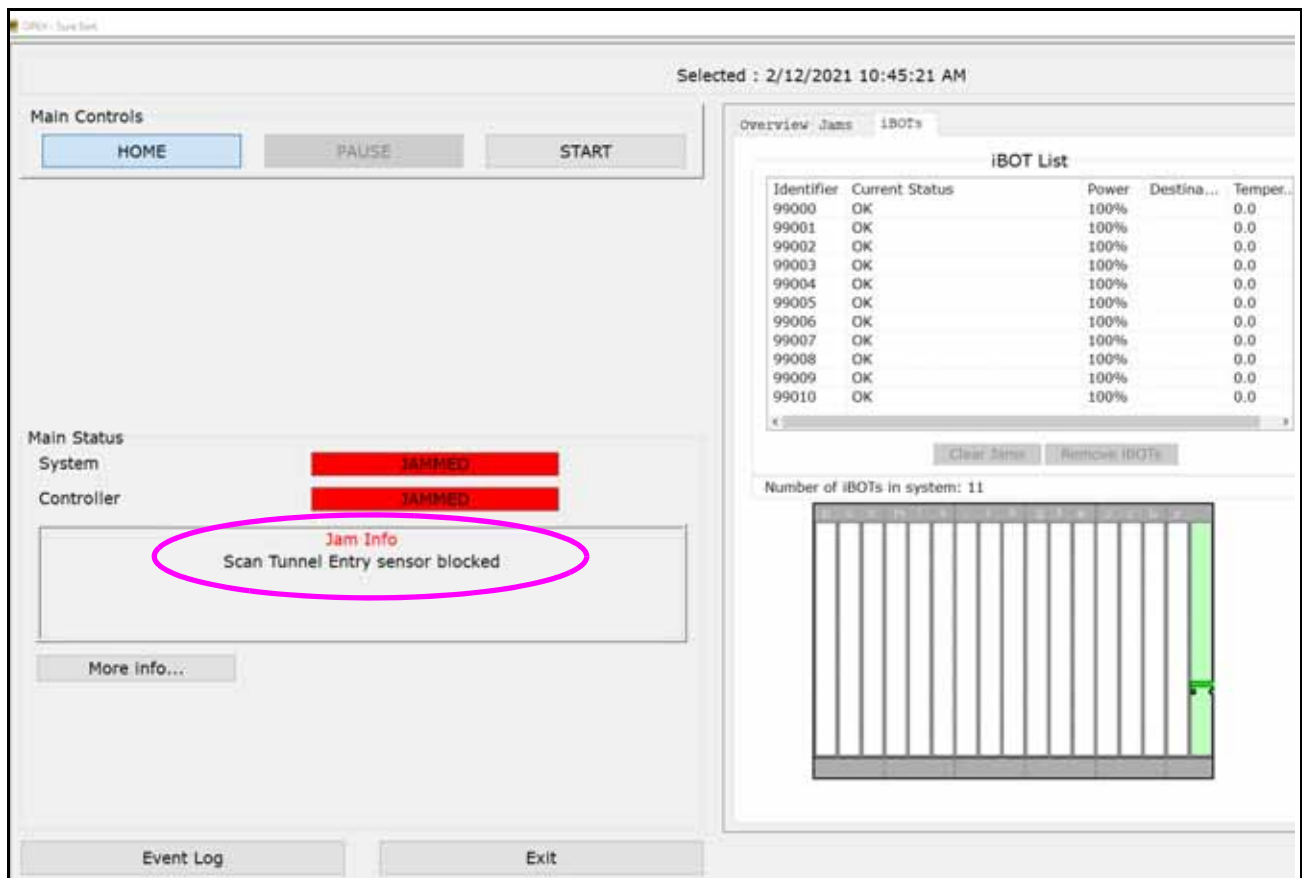 OPEX - Sure Sort
Selected : 2/12/2021 10:45:21 AM
Main Controls
HOME PAUSE START
Overview Jams iBOTs
iBOT List
Identifier Current Status Power Destina... Temper...
99000 OK 100% 0.0
99001 OK 100% 0.0
99002 OK 100% 0.0
99003 OK 100% 0.0
99004 OK 100% 0.0
99005 OK 100% 0.0
99006 OK 100% 0.0
99007 OK 100% 0.0
99008 OK 100% 0.0
99009 OK 100% 0.0
99010 OK 100% 0.0
Clear Jams Remove iBOTs
Number of iBOTs in system: 11
Main Status
System JAMMED
Controller JAMMED
Jam Info
Scan Tunnel Entry sensor blocked
More info...
Event Log Exit